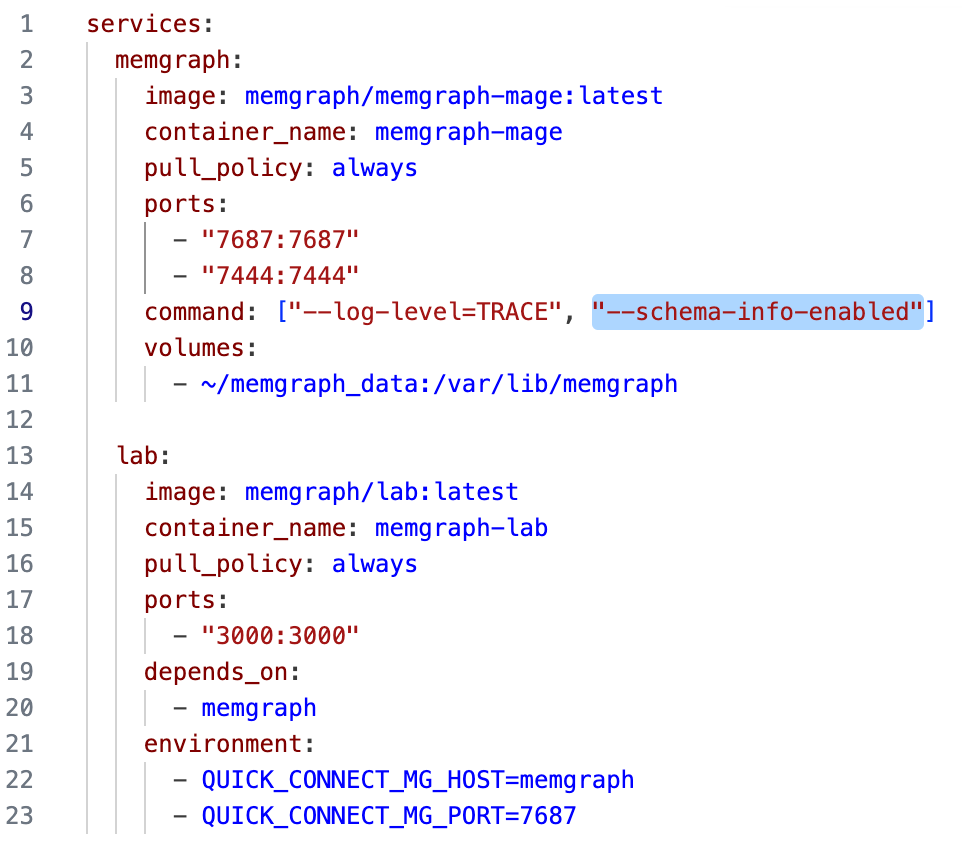 1 services:
2   memgraph:
3     image: memgraph/memgraph-mage:latest
4     container_name: memgraph-mage
5     pull_policy: always
6     ports:
7       - "7687:7687"
8       - "7444:7444"
9     command: ["--log-level=TRACE", "--schema-info-enabled"]
10     volumes:
11       - ~/memgraph_data:/var/lib/memgraph
12
13   lab:
14     image: memgraph/lab:latest
15     container_name: memgraph-lab
16     pull_policy: always
17     ports:
18       - "3000:3000"
19     depends_on:
20       - memgraph
21     environment:
22       - QUICK_CONNECT_MG_HOST=memgraph
23       - QUICK_CONNECT_MG_PORT=7687